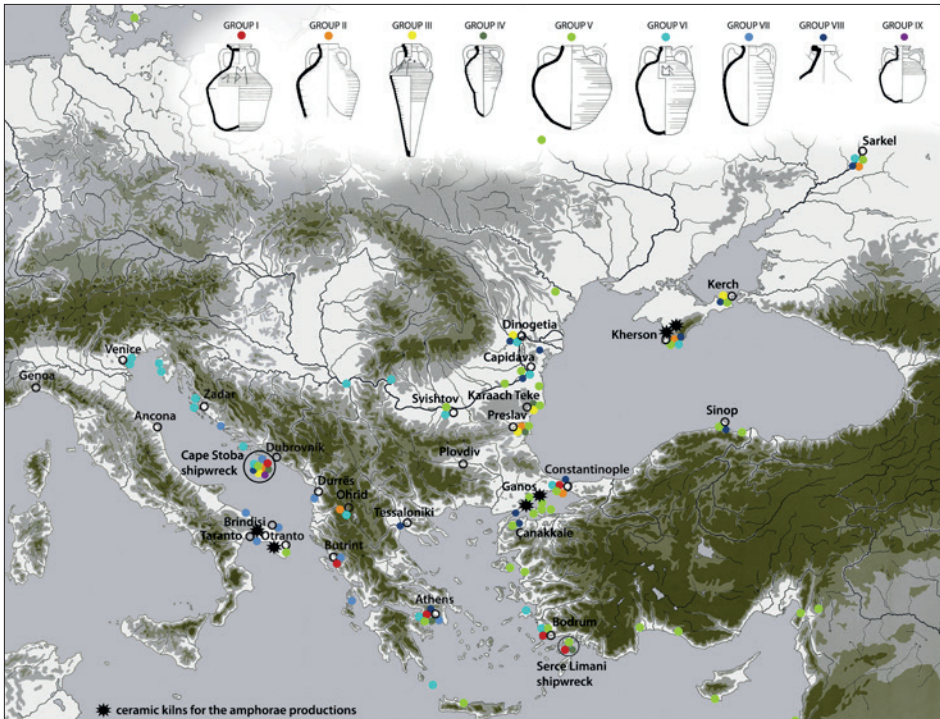 GROUP I GROUP II GROUP III GROUP IV GROUP V GROUP VI GROUP VII GROUP VIII GROUP IX
Sarkel
Kerch
Kherson
Dinogetia
Capidava
Venice
Genoa
Zadar
Karaach Teke
Svishtov
Preslav
Sinop
Ancona
Dubrovnik
Cape Stoba
shipwreck
Plovdiv
Constantinople
Durrës
Ganos
Ohrid
Tessaloniki
Brindisi
Taranto
Otranto
Çanakkale
Butrint
Athens
Bodrum
Serce Limani
shipwreck
ceramic kilns for the amphorae productions